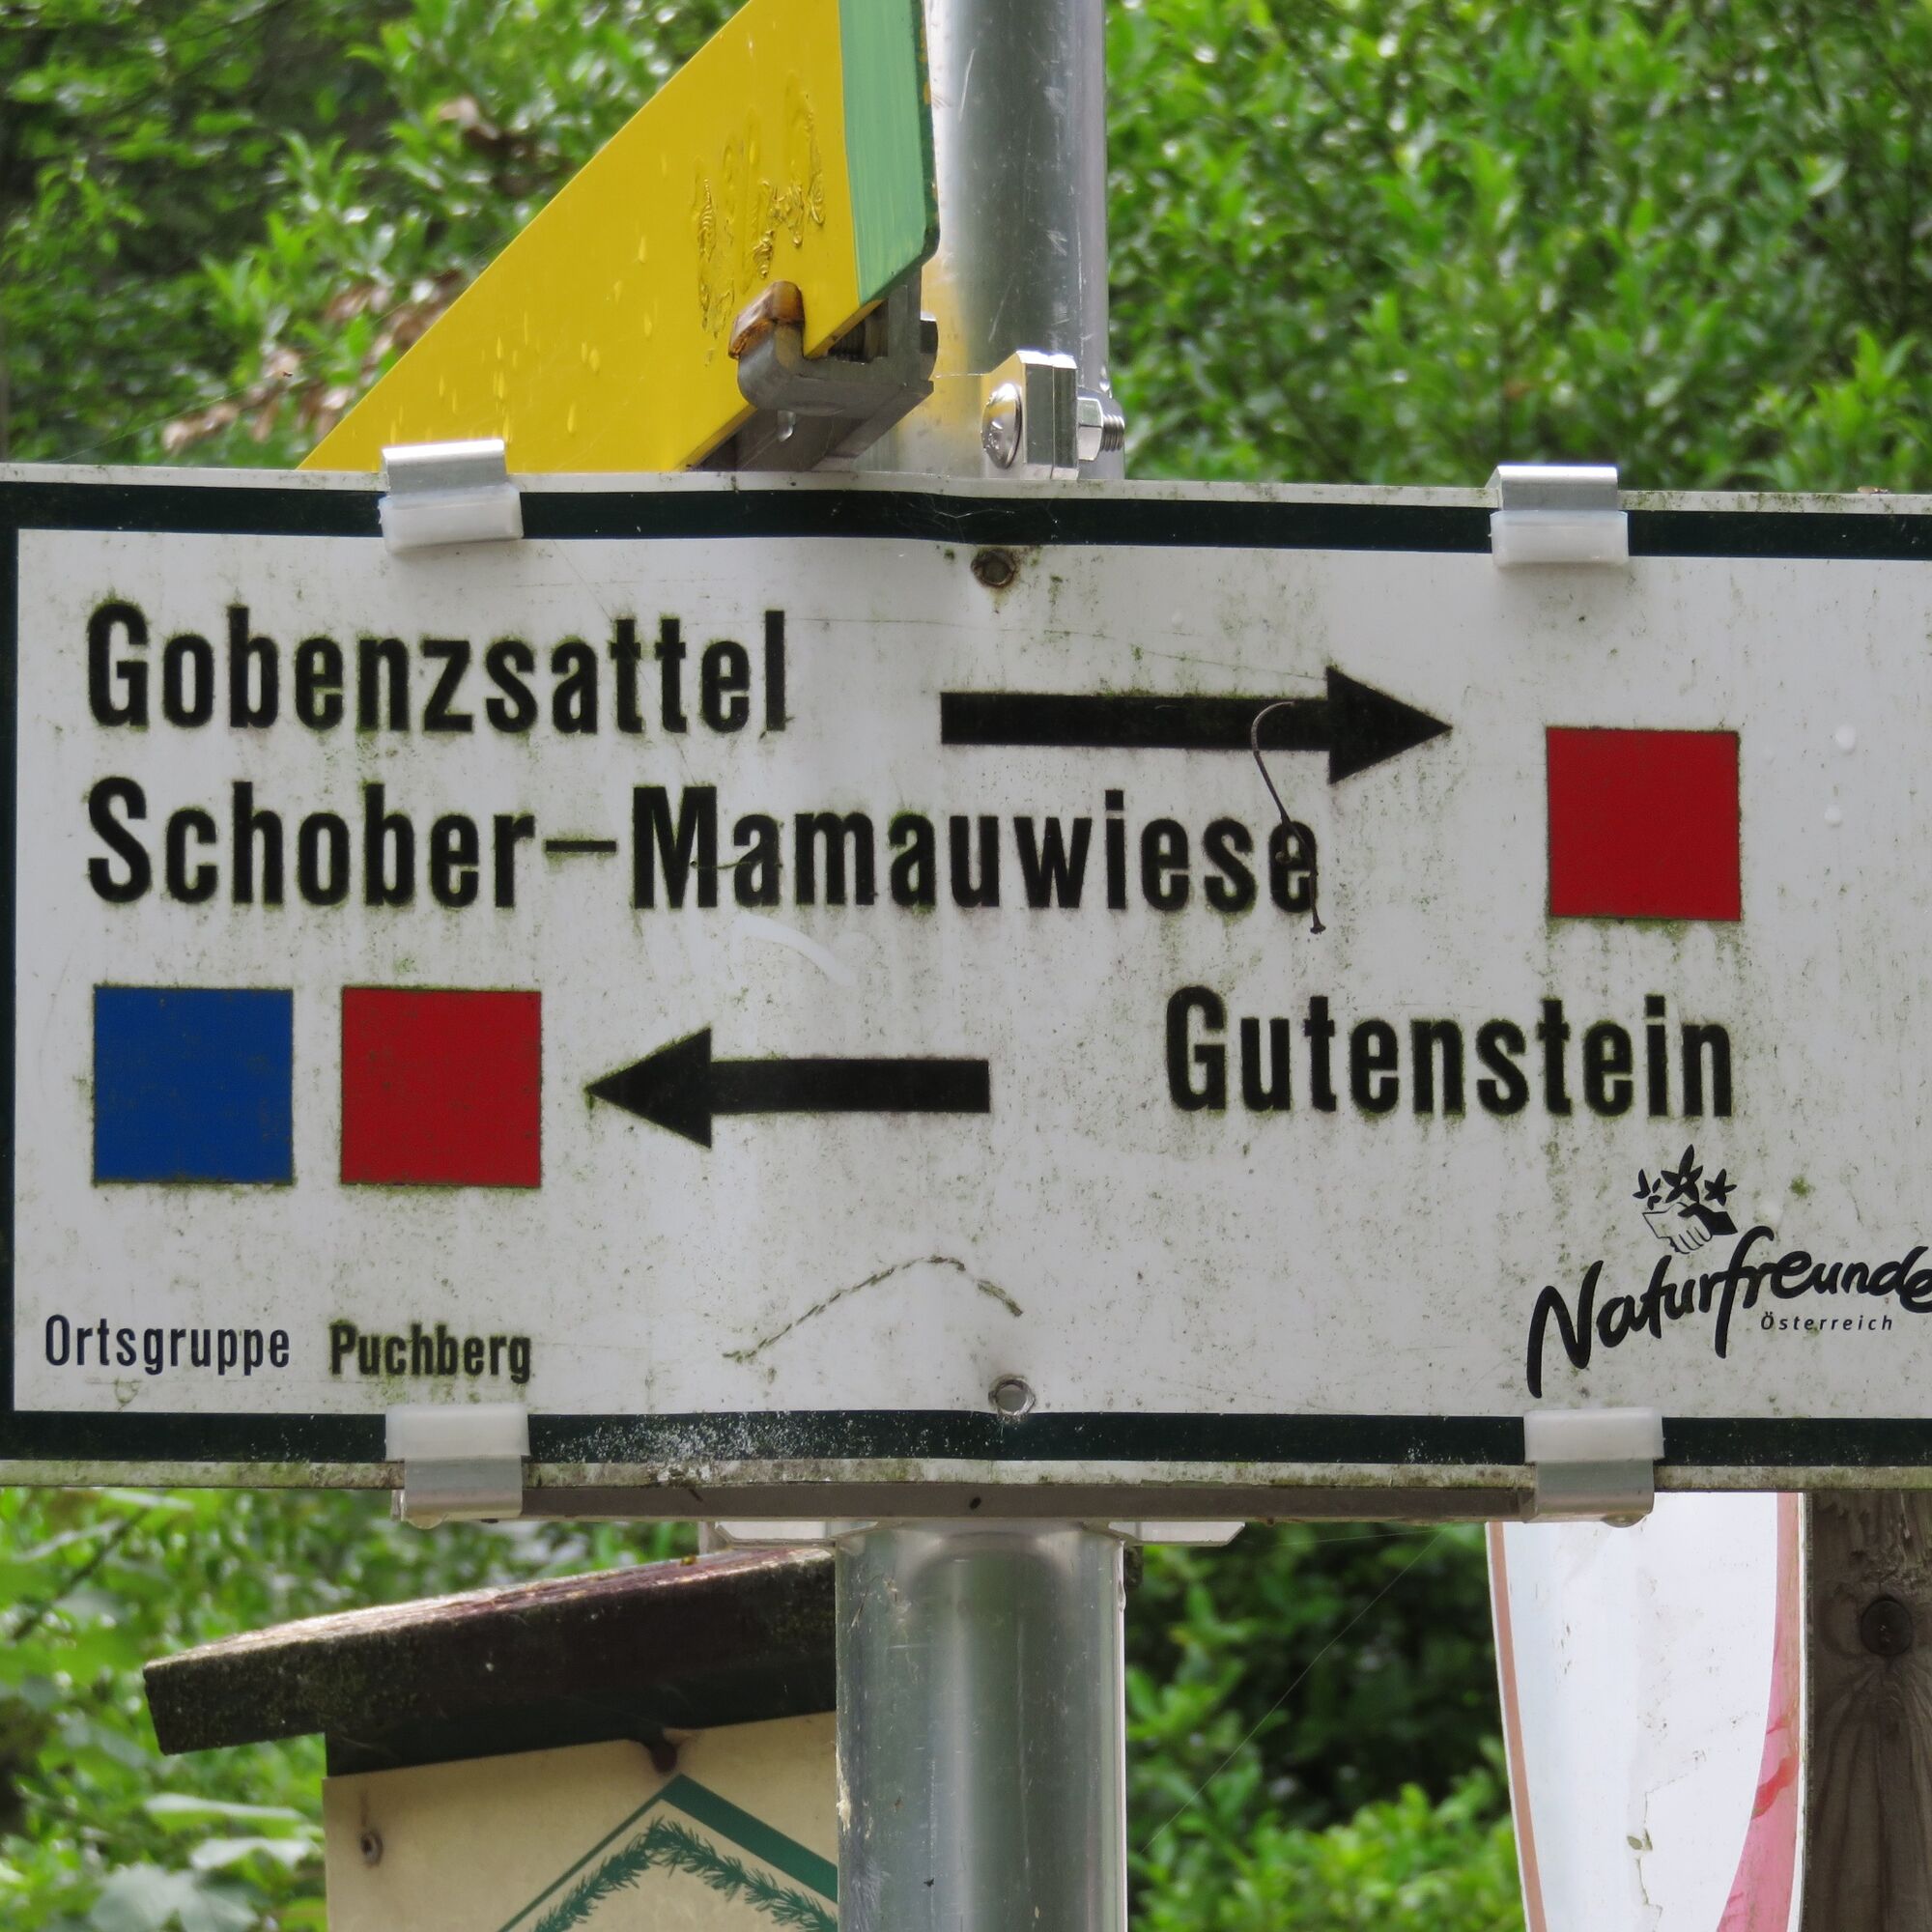 Gobenzsattel
Schober–Mamauwiese
Gutenstein
Naturfreunde
Österreich
Ortsgruppe Puchberg